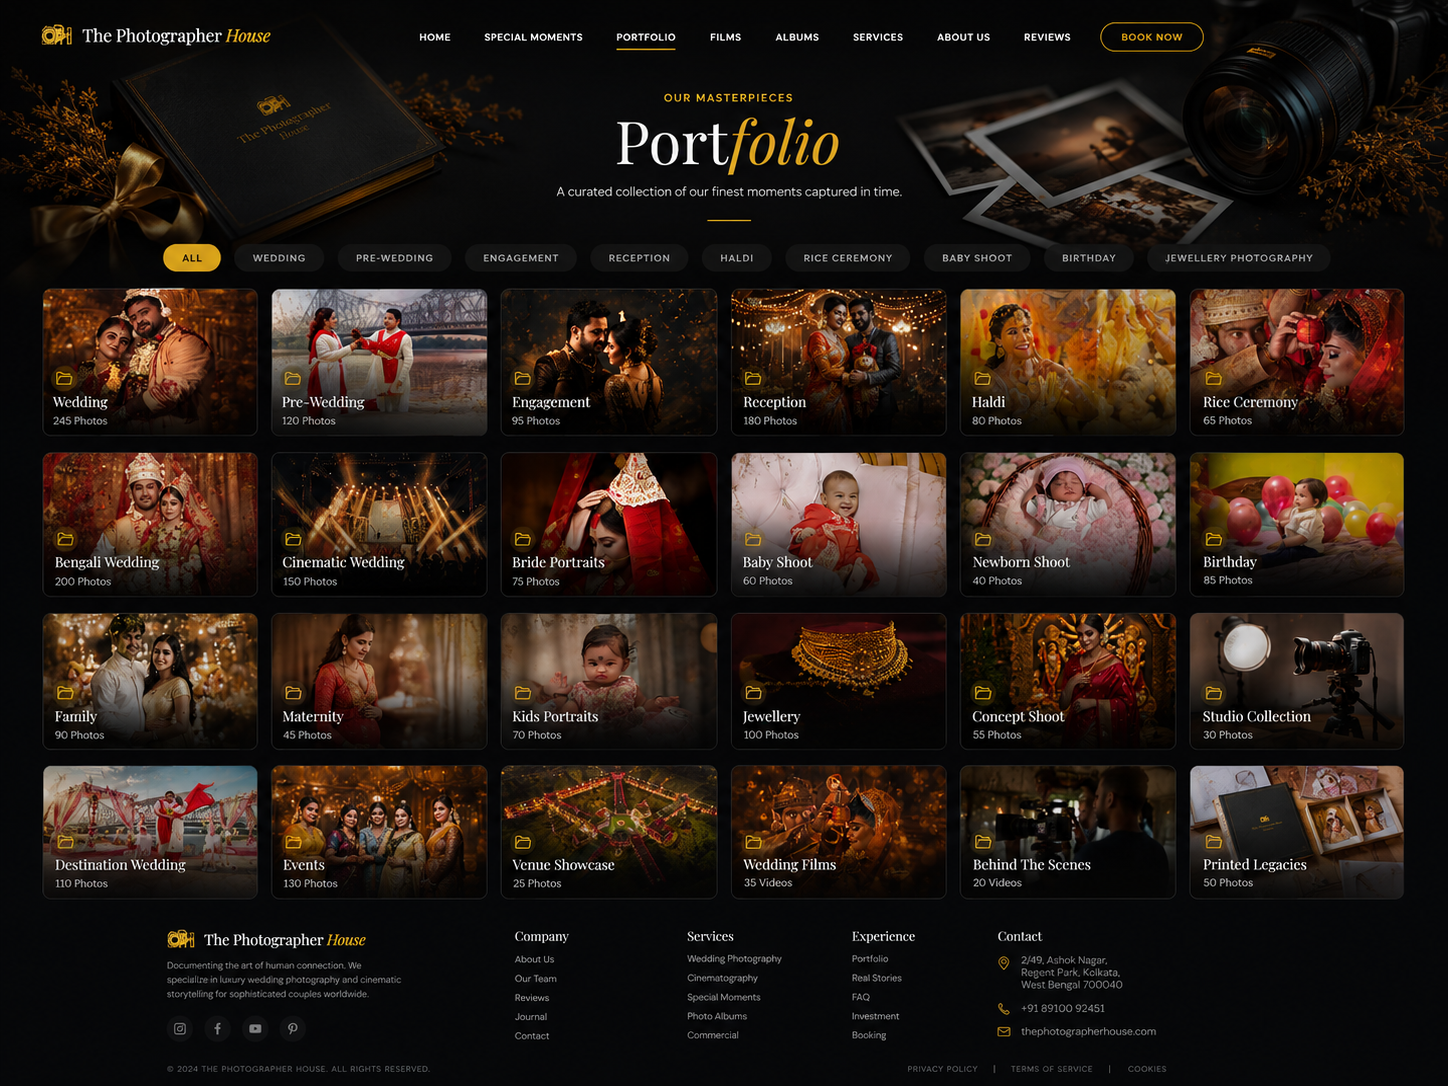 The Photographer House
HOME
SPECIAL MOMENTS
PORTFOLIO
FILMS
ALBUMS
SERVICES
ABOUT US
REVIEWS
BOOK NOW
The Photographer
House
OUR MASTERPIECES
Portfolio
A curated collection of our finest moments captured in time.
ALL
WEDDING
PRE-WEDDING
ENGAGEMENT
RECEPTION
HALDI
RICE CEREMONY
BABY SHOOT
BIRTHDAY
JEWELLERY PHOTOGRAPHY
Wedding
245 Photos
Pre-Wedding
120 Photos
Engagement
95 Photos
Reception
180 Photos
Haldi
80 Photos
Rice Ceremony
65 Photos
Bengali Wedding
200 Photos
Cinematic Wedding
150 Photos
Bride Portraits
75 Photos
Baby Shoot
60 Photos
Newborn Shoot
40 Photos
Birthday
85 Photos
Family
90 Photos
Maternity
45 Photos
Kids Portraits
70 Photos
Jewellery
100 Photos
Concept Shoot
55 Photos
Studio Collection
30 Photos
Destination Wedding
110 Photos
Events
130 Photos
Venue Showcase
25 Photos
Wedding Films
35 Videos
Behind The Scenes
20 Videos
Printed Legacies
50 Photos
The Photographer House
Documenting the art of human connection. We
specialize in luxury wedding photography and cinematic
storytelling for sophisticated couples worldwide.
Company
About Us
Our Team
Reviews
Journal
Contact
Services
Wedding Photography
Cinematography
Special Moments
Photo Albums
Commercial
Experience
Portfolio
Real Stories
FAQ
Investment
Booking
Contact
2/49, Ashok Nagar,
Regent Park, Kolkata,
West Bengal 700040
+91 89100 92451
thephotographerhouse.com
© 2024 THE PHOTOGRAPHER HOUSE. ALL RIGHTS RESERVED.
PRIVACY POLICY | TERMS OF SERVICE | COOKIES